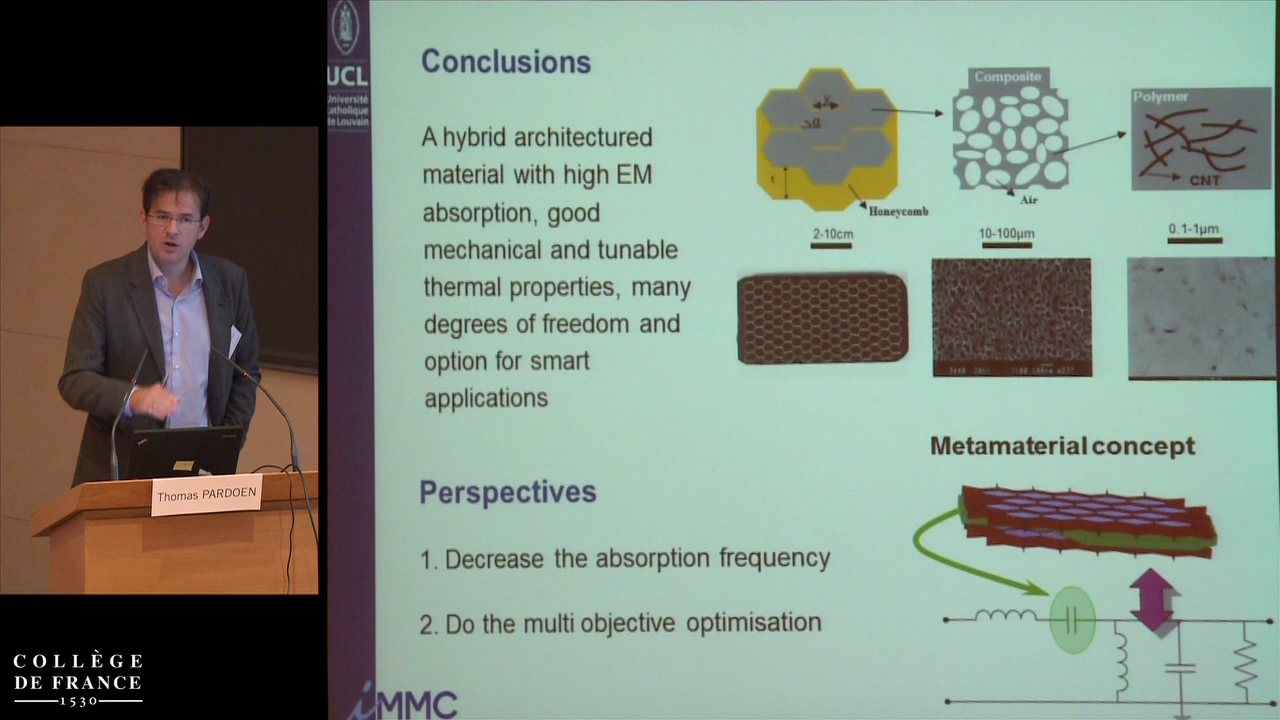 UCL
Université
catholique
de Louvain
Conclusions
A hybrid architectured
material with high EM
absorption, good
mechanical and tunable
thermal properties, many
degrees of freedom and
option for smart
applications
Honeycomb
2-10cm
Composite
Air
10-100µm
Polymer
CNT
0.1-1µm
Metamaterial concept
Perspectives
1. Decrease the absorption frequency
2. Do the multi objective optimisation
iMMC
Thomas PARDOEN
COLLÈGE
DE FRANCE
1530